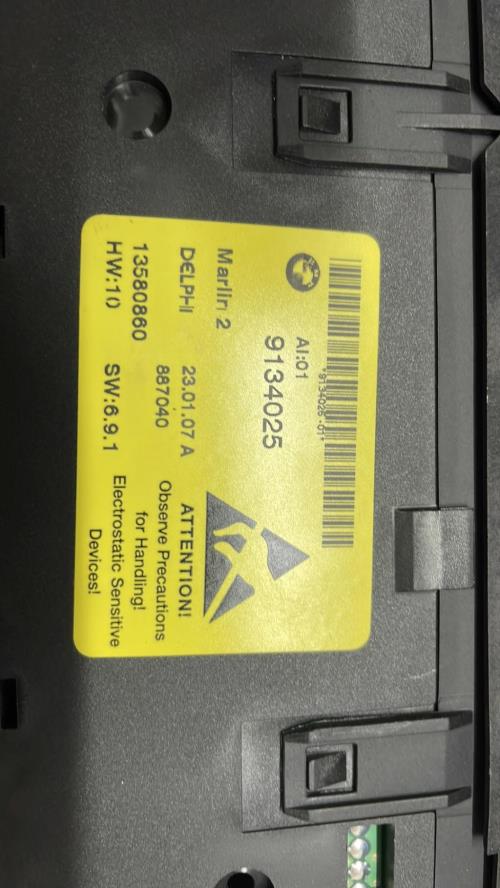 *9134025-01*
AI:01
9134025
Marlin 2
DELPHI 23.01.07 A
887040
13580860
HW:10 SW:6.9.1
ATTENTION!
Observe Precautions
for Handling!
Electrostatic Sensitive
Devices!